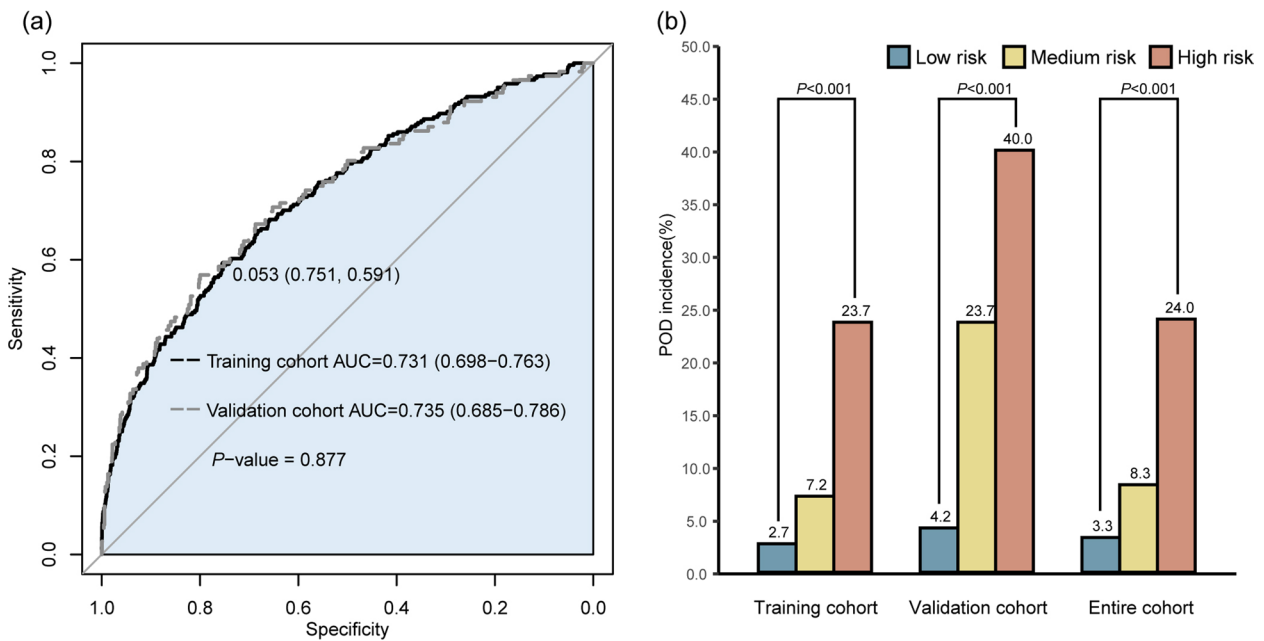 (a)
1.0
0.8
0.6
0.4
0.2
0.0
Sensitivity
0.053 (0.751, 0.591)
Training cohort AUC=0.731 (0.698−0.763)
Validation cohort AUC=0.735 (0.685−0.786)
P−value = 0.877
1.0 0.8 0.6 0.4 0.2 0.0
Specificity
(b)
Low risk Medium risk High risk
50.0
45.0
40.0
35.0
30.0
25.0
20.0
15.0
10.0
5.0
0.0
POD incidence(%)
P<0.001 P<0.001 P<0.001
2.7 7.2 23.7
4.2 23.7 40.0
3.3 8.3 24.0
Training cohort Validation cohort Entire cohort